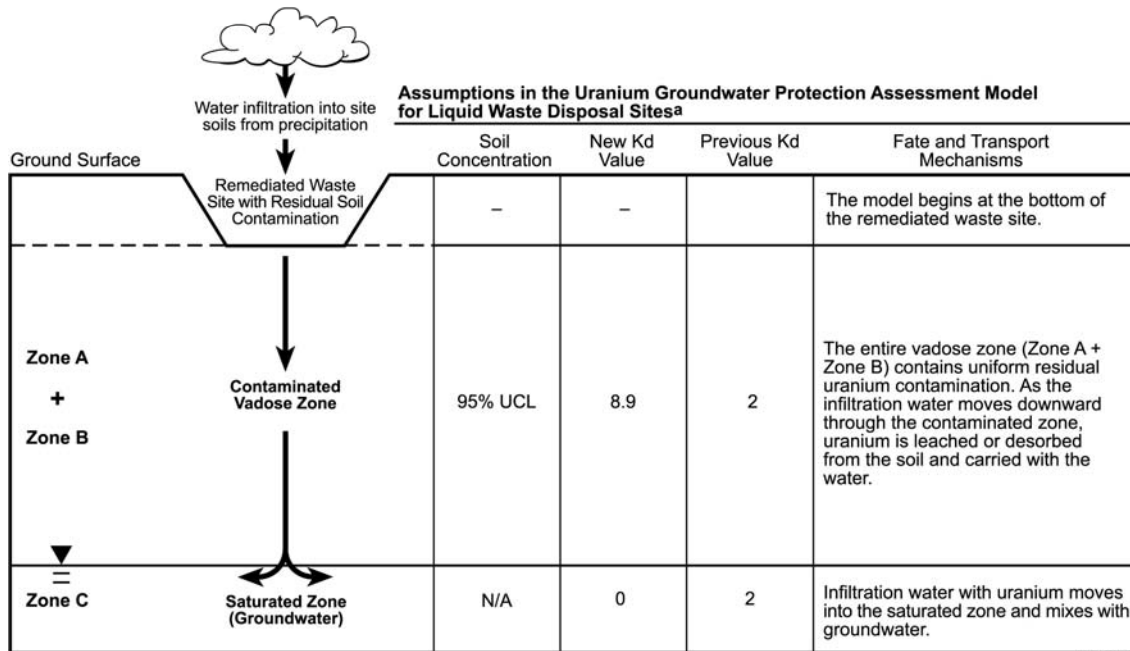 Water infiltration into site
soils from precipitation
Assumptions in the Uranium Groundwater Protection Assessment Model
for Liquid Waste Disposal Sitesa
Ground Surface
Soil
Concentration
New Kd
Value
Previous Kd
Value
Fate and Transport
Mechanisms
Remediated Waste
Site with Residual Soil
Contamination
–
–
The model begins at the bottom of
the remediated waste site.
Zone A
+
Zone B
Contaminated
Vadose Zone
95% UCL
8.9
2
The entire vadose zone (Zone A +
Zone B) contains uniform residual
uranium contamination. As the
infiltration water moves downward
through the contaminated zone,
uranium is leached or desorbed
from the soil and carried with the
water.
Zone C
Saturated Zone
(Groundwater)
N/A
0
2
Infiltration water with uranium moves
into the saturated zone and mixes with
groundwater.